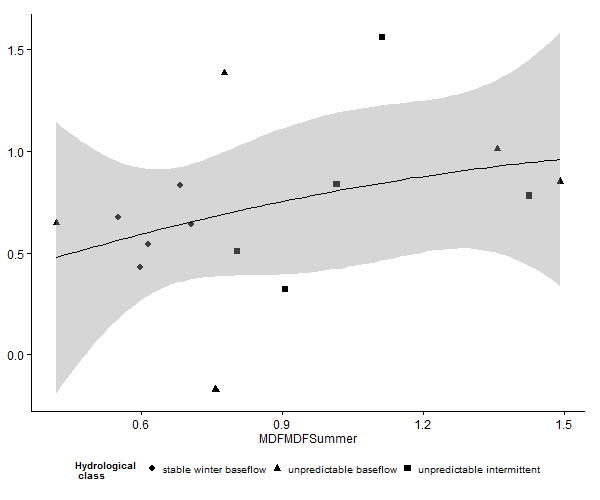 1.5
1.0
0.5
0.0
0.6 0.9 1.2 1.5
MDFMDFSummer
Hydrological
class
stable winter baseflow unpredictable baseflow unpredictable intermittent